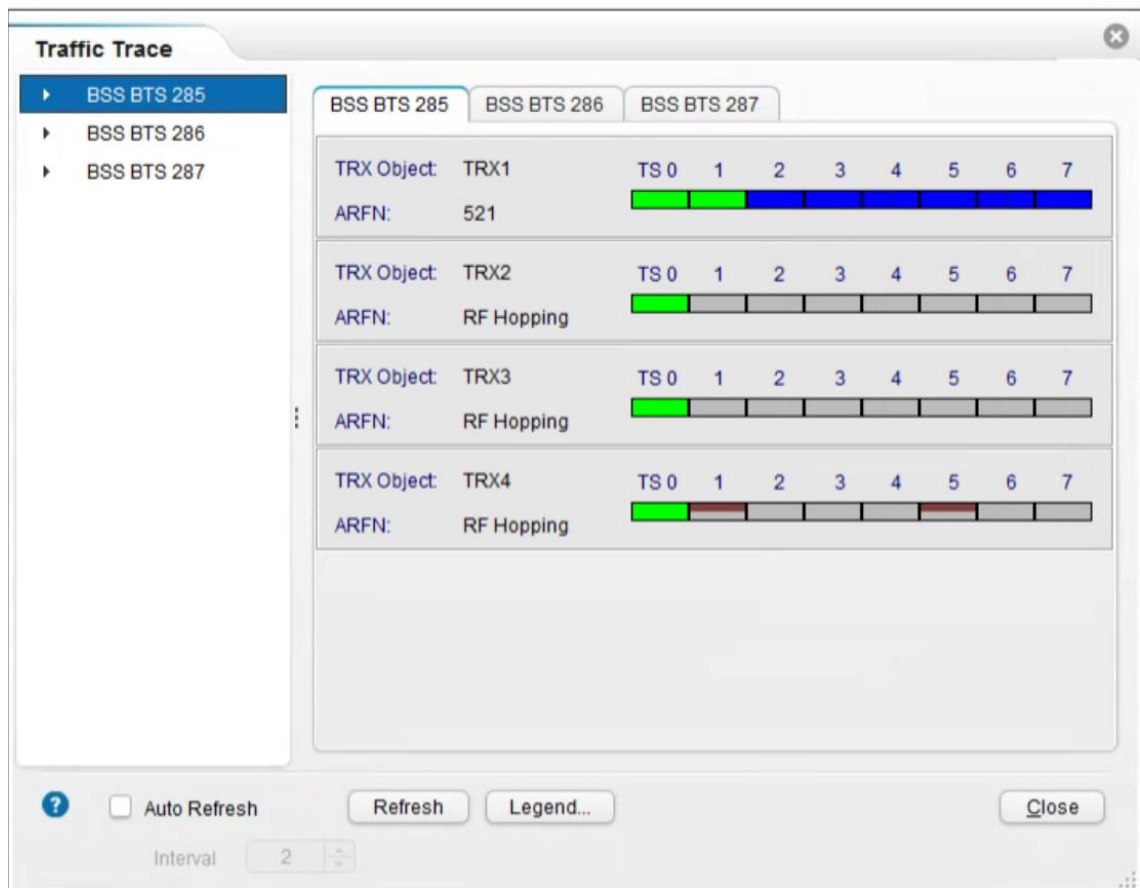 Traffic Trace
BSS BTS 285
BSS BTS 286
BSS BTS 287
BSS BTS 285 BSS BTS 286 BSS BTS 287
TRX Object: TRX1 TS 0 1 2 3 4 5 6 7
ARFN: 521
TRX Object: TRX2 TS 0 1 2 3 4 5 6 7
ARFN: RF Hopping
TRX Object: TRX3 TS 0 1 2 3 4 5 6 7
ARFN: RF Hopping
TRX Object: TRX4 TS 0 1 2 3 4 5 6 7
ARFN: RF Hopping
? Auto Refresh Refresh Legend... Close
Interval 2